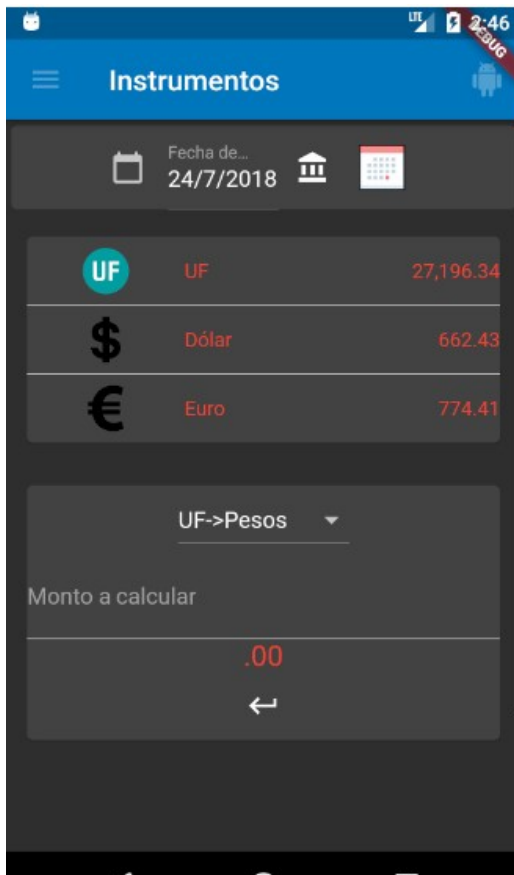 LTE 2:46
DEBUG
Instrumentos
Fecha de...
24/7/2018
UF UF 27,196.34
$ Dólar 662.43
€ Euro 774.41
UF->Pesos
Monto a calcular
.00